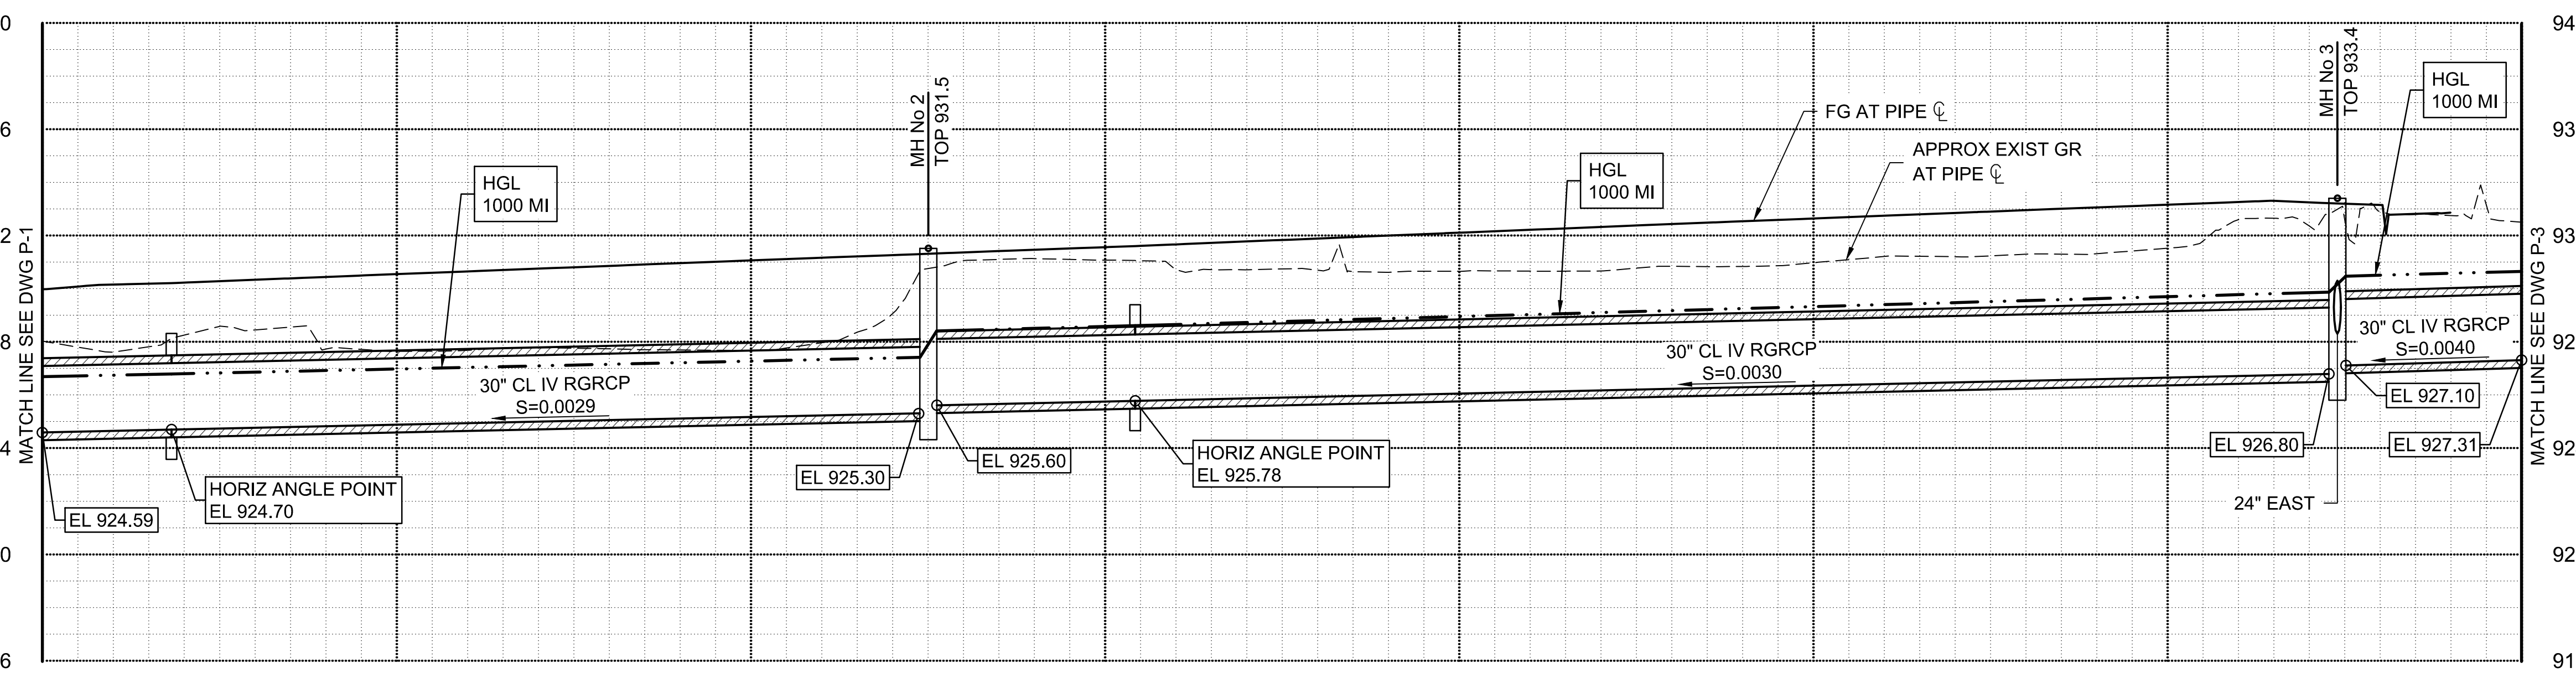 0
6
2
8
4
0
6
MATCH LINE SEE DWG P-1
HGL
1000 MI
30" CL IV RGRCP
S=0.0029
EL 924.59
HORIZ ANGLE POINT
EL 924.70
EL 925.30
MH No 2
TOP 931.5
EL 925.60
HORIZ ANGLE POINT
EL 925.78
HGL
1000 MI
30" CL IV RGRCP
S=0.0030
FG AT PIPE ℄
APPROX EXIST GR
AT PIPE ℄
MH No 3
TOP 933.4
HGL
1000 MI
30" CL IV RGRCP
S=0.0040
EL 927.10
EL 926.80
EL 927.31
24" EAST
MATCH LINE SEE DWG P-3
94
93
93
92
92
92
91